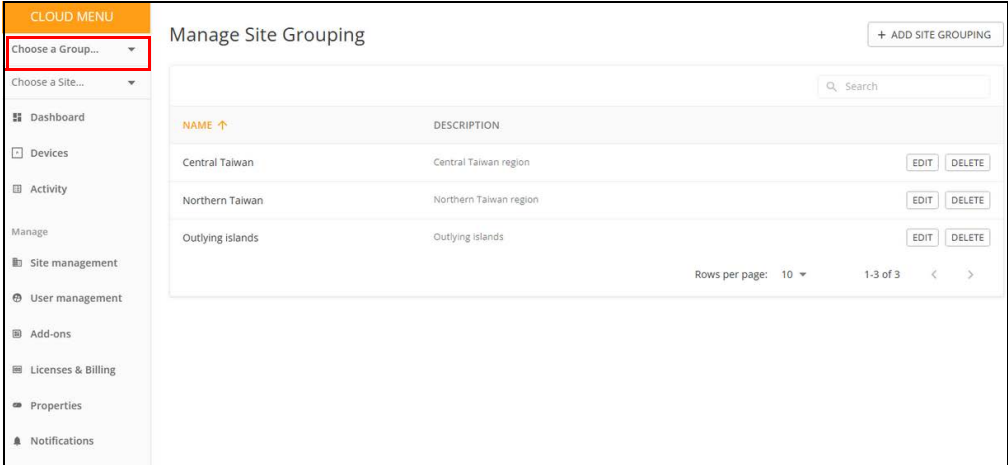 CLOUD MENU
Choose a Group...
Choose a Site...
Dashboard
Devices
Activity
Manage
Site management
User management
Add-ons
Licenses & Billing
Properties
Notifications
Manage Site Grouping
+ ADD SITE GROUPING
Search
NAME ↑ DESCRIPTION
Central Taiwan Central Taiwan region EDIT DELETE
Northern Taiwan Northern Taiwan region EDIT DELETE
Outlying islands Outlying islands EDIT DELETE
Rows per page: 10 1-3 of 3 < >